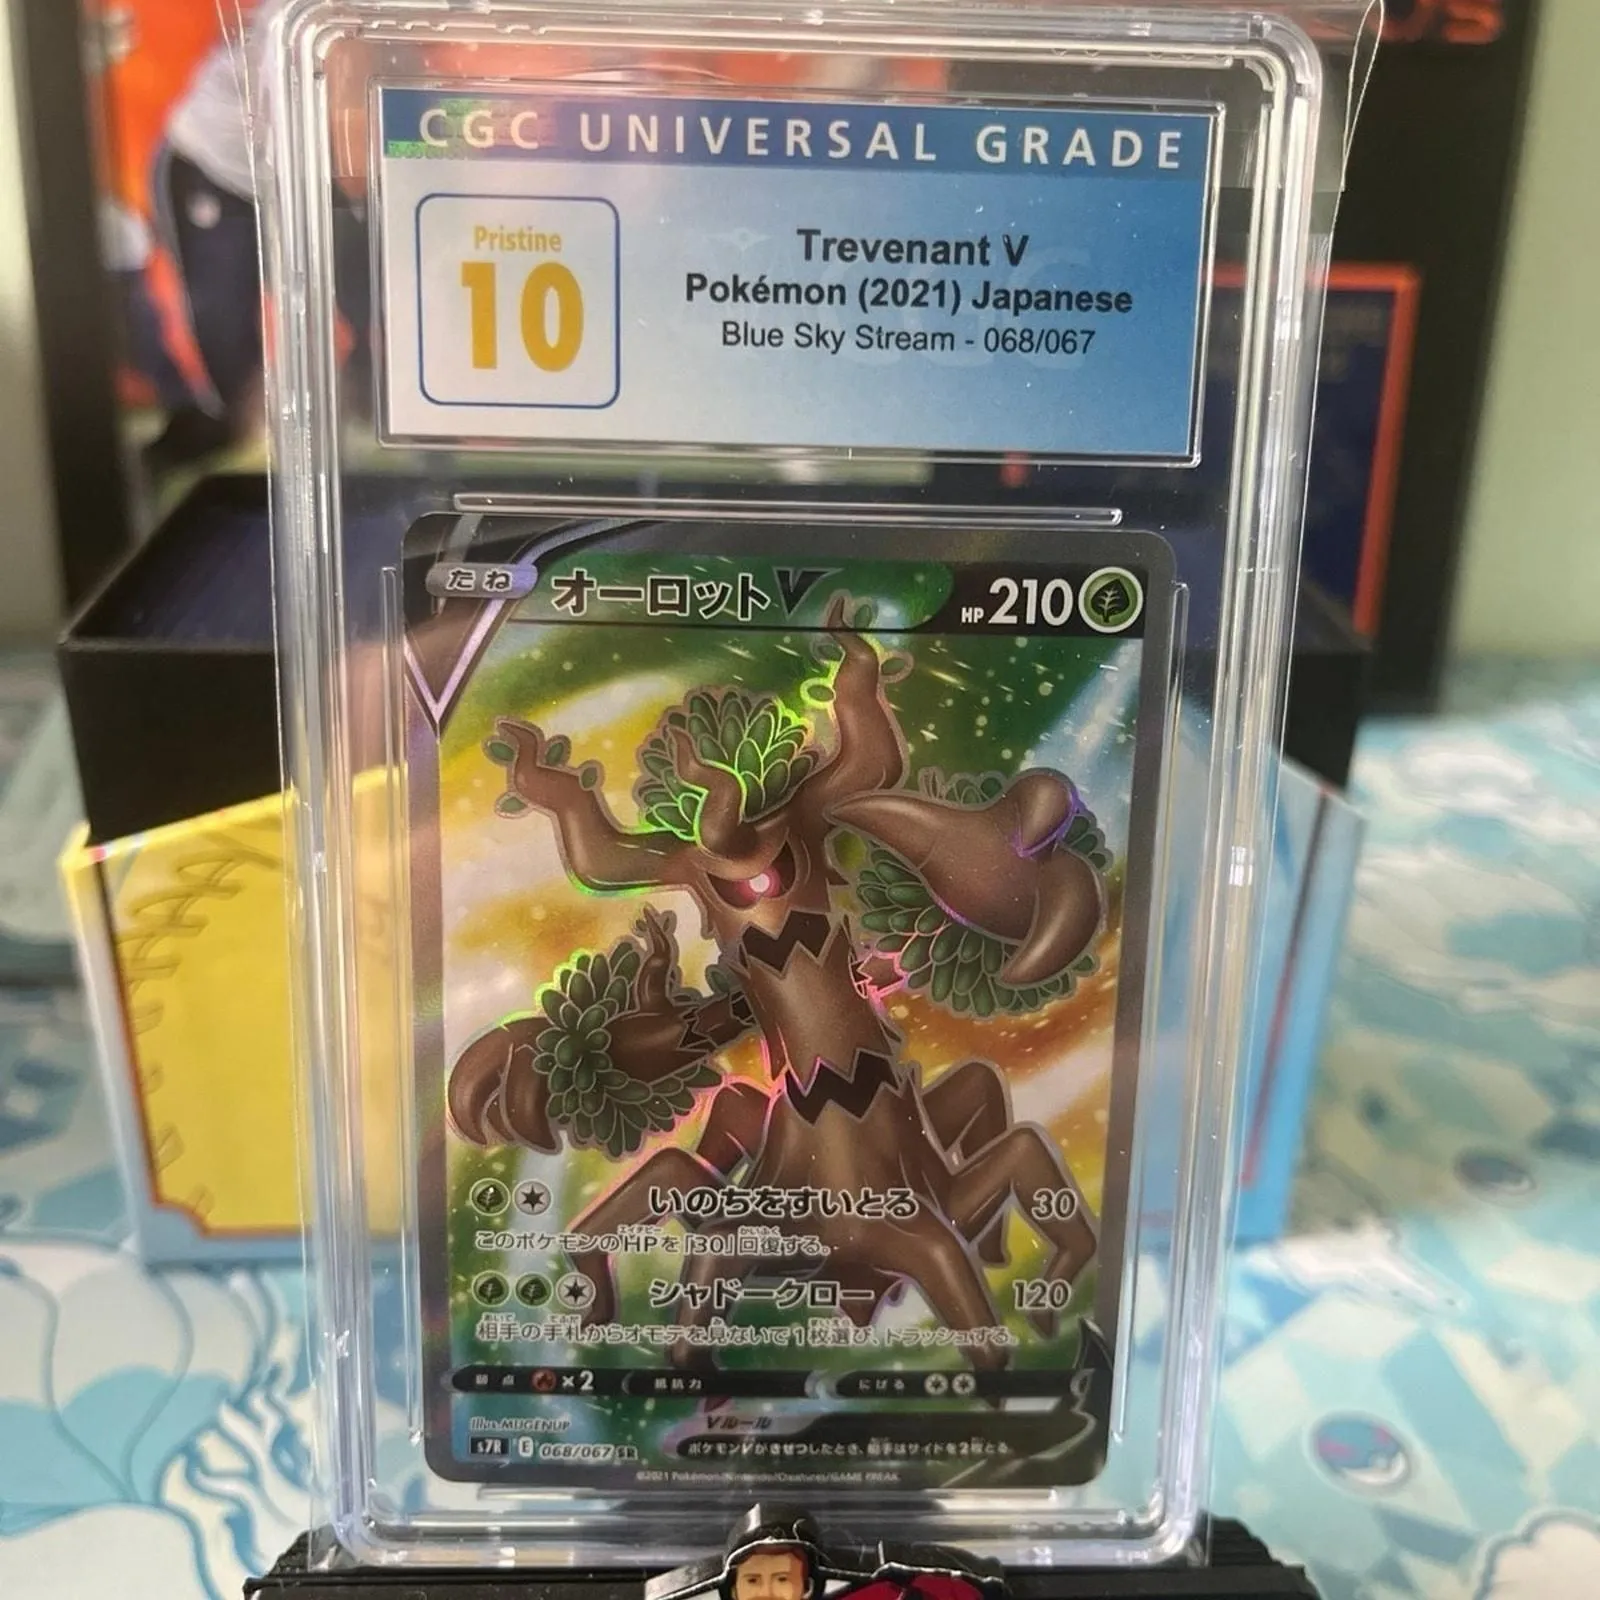 CGC UNIVERSAL GRADE
Pristine
10
Trevenant V
Pokémon (2021) Japanese
Blue Sky Stream - 068/067
たね
オーロットV
HP 210
いのちをすいとる 30
このポケモンのHPを「30」回復する。
シャドークロー 120
相手の手札からオモテを見ないで1枚選び、トラッシュする。
弱点 ×2 抵抗力 にげる
Illus. MUGENUP
Vルール
s7R E 068/067 SR
ポケモンVがきぜつしたとき、相手はサイドを2枚とる。
©2021 Pokémon/Nintendo/Creatures/GAME FREAK.